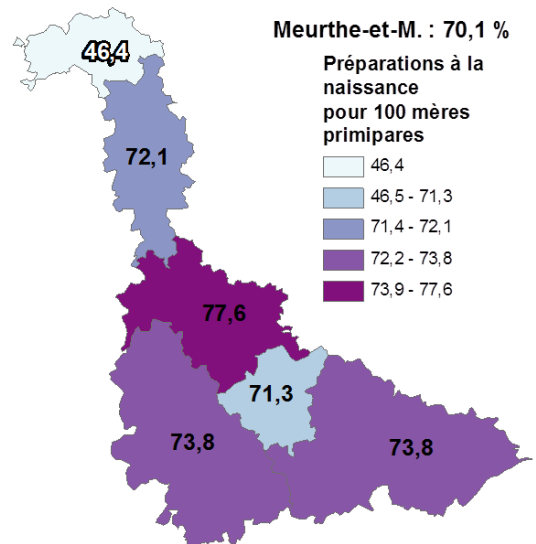 Meurthe-et-M. : 70,1 %
Préparations à la
naissance
pour 100 mères
primipares
46,4
46,5 - 71,3
71,4 - 72,1
72,2 - 73,8
73,9 - 77,6
46,4
72,1
77,6
71,3
73,8
73,8